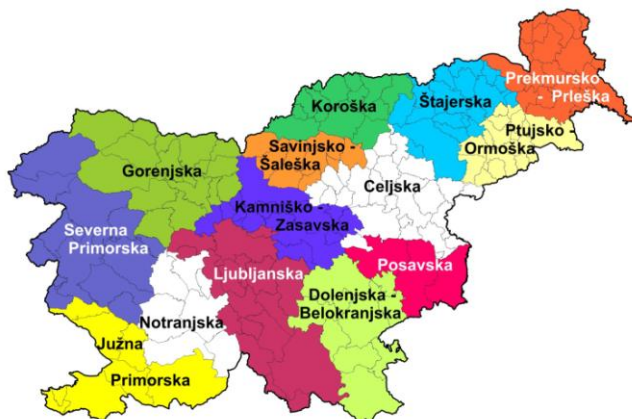 Prekmursko
- Prleška
Koroška
Štajerska
Ptujsko -
Ormoška
Savinjsko -
Šaleška
Gorenjska
Celjska
Kamniško -
Zasavska
Severna
Primorska
Ljubljanska
Posavska
Dolenjska -
Belokranjska
Notranjska
Južna
Primorska